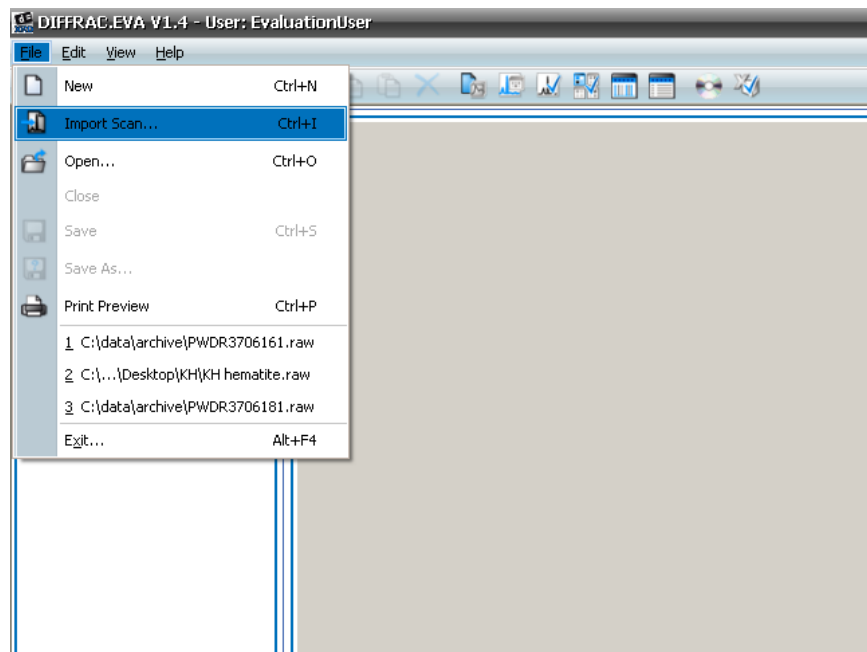 DIFFRAC.EVA V1.4 - User: EvaluationUser
File Edit View Help
New Ctrl+N
Import Scan... Ctrl+I
Open... Ctrl+O
Close
Save Ctrl+S
Save As...
Print Preview Ctrl+P
1 C:\data\archive\PWDR3706161.raw
2 C:\...\Desktop\KH\KH hematite.raw
3 C:\data\archive\PWDR3706181.raw
Exit... Alt+F4